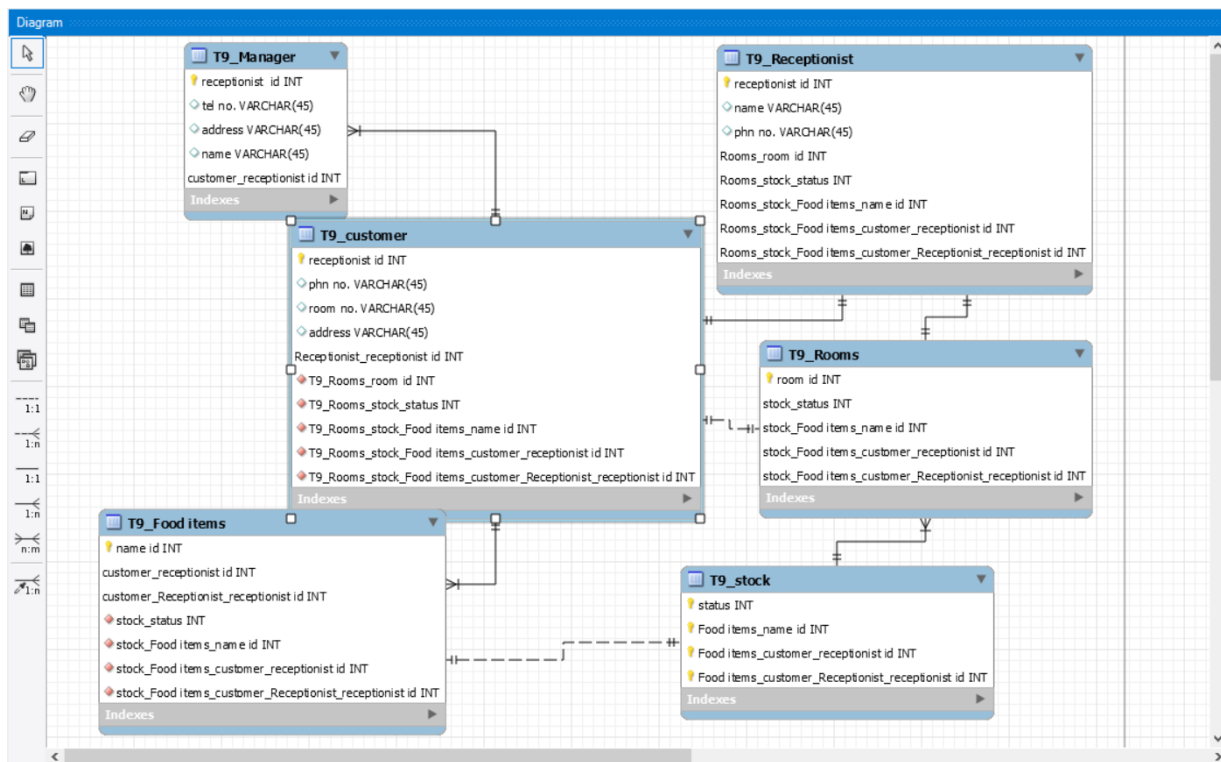 Diagram
T9_Manager
receptionist id INT
tel no. VARCHAR(45)
address VARCHAR(45)
name VARCHAR(45)
customer_receptionist id INT
Indexes
T9_Receptionist
receptionist id INT
name VARCHAR(45)
phn no. VARCHAR(45)
Rooms_room id INT
Rooms_stock_status INT
Rooms_stock_Food items_name id INT
Rooms_stock_Food items_customer_receptionist id INT
Rooms_stock_Food items_customer_Receptionist_receptionist id INT
Indexes
T9_customer
receptionist id INT
phn no. VARCHAR(45)
room no. VARCHAR(45)
address VARCHAR(45)
Receptionist_receptionist id INT
T9_Rooms_room id INT
T9_Rooms_stock_status INT
T9_Rooms_stock_Food items_name id INT
T9_Rooms_stock_Food items_customer_receptionist id INT
T9_Rooms_stock_Food items_customer_Receptionist_receptionist id INT
Indexes
T9_Rooms
room id INT
stock_status INT
stock_Food items_name id INT
stock_Food items_customer_receptionist id INT
stock_Food items_customer_Receptionist_receptionist id INT
Indexes
T9_Food items
name id INT
customer_receptionist id INT
customer_Receptionist_receptionist id INT
stock_status INT
stock_Food items_name id INT
stock_Food items_customer_receptionist id INT
stock_Food items_customer_Receptionist_receptionist id INT
Indexes
T9_stock
status INT
Food items_name id INT
Food items_customer_receptionist id INT
Food items_customer_Receptionist_receptionist id INT
Indexes
1:1
1:n
1:1
1:n
n:m
1:n